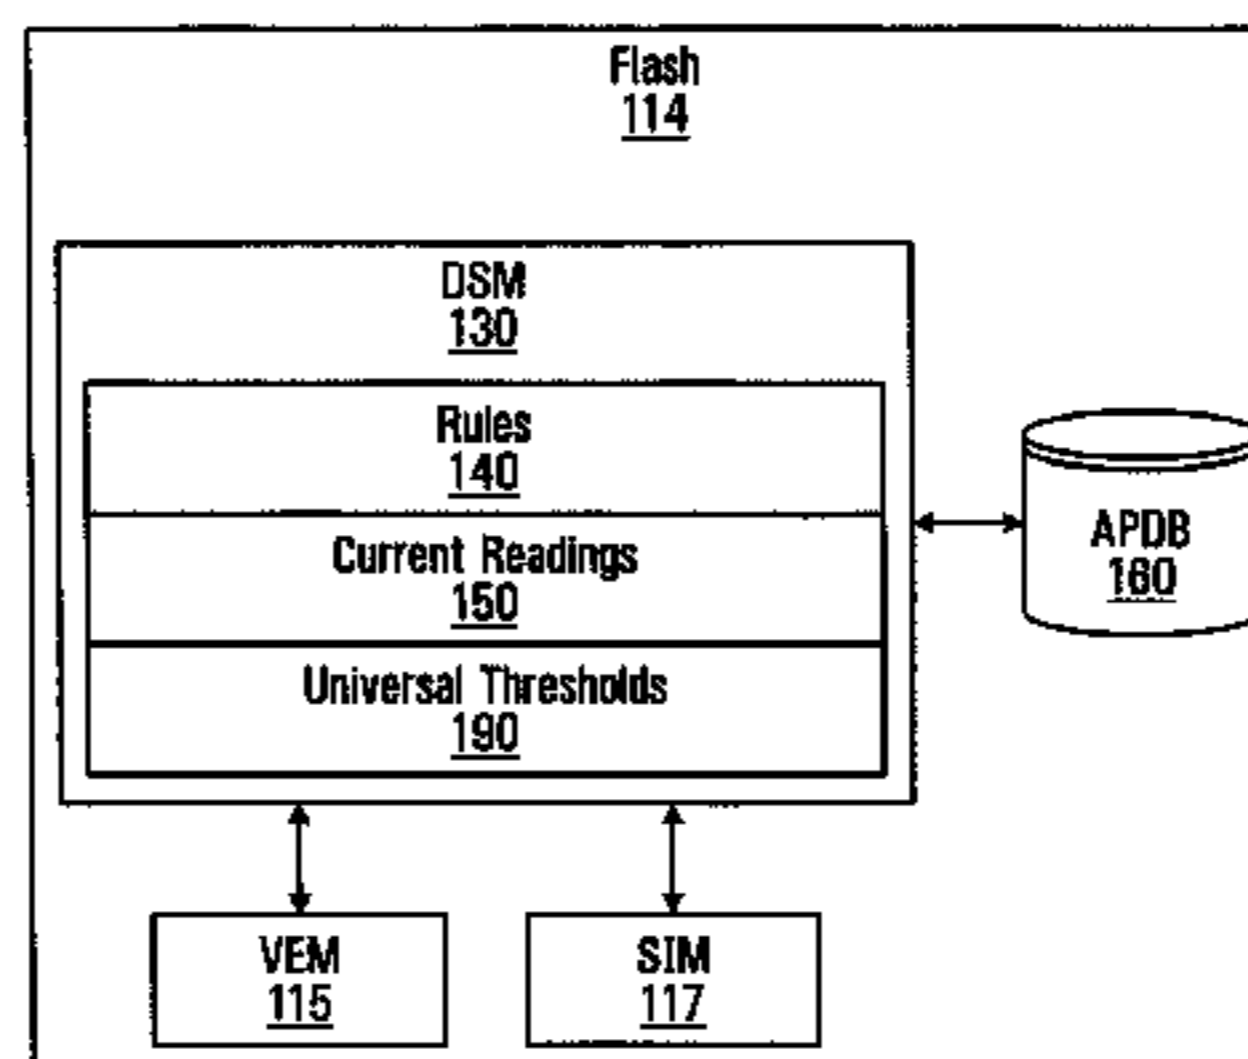 Flash
114
DSM
130
Rules
140
Current Readings
150
Universal Thresholds
190
APDB
160
VEM
115
SIM
117